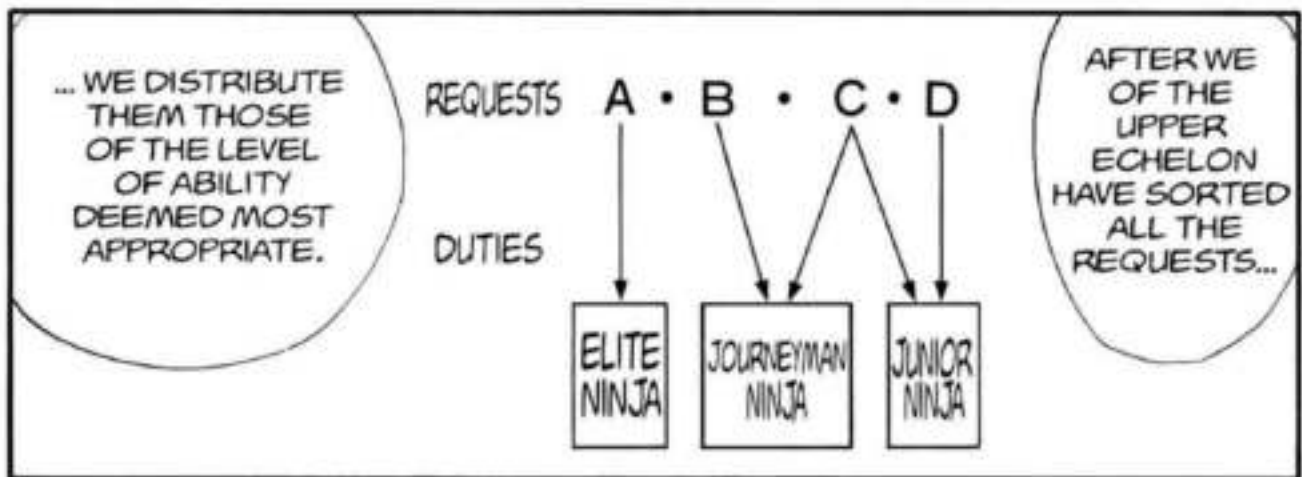 AFTER WE
OF THE
UPPER
ECHELON
HAVE SORTED
ALL THE
REQUESTS...
REQUESTS A • B • C • D
DUTIES
ELITE
NINJA
JOURNEYMAN
NINJA
JUNIOR
NINJA
... WE DISTRIBUTE
THEM THOSE
OF THE LEVEL
OF ABILITY
DEEMED MOST
APPROPRIATE.